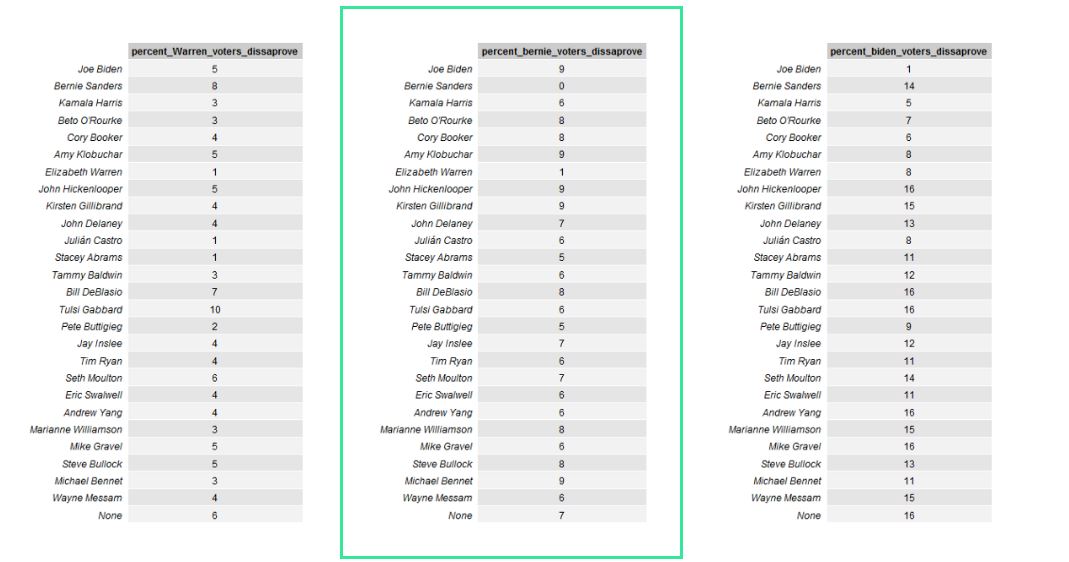 percent_Warren_voters_dissaprove
Joe Biden 5
Bernie Sanders 8
Kamala Harris 3
Beto O'Rourke 3
Cory Booker 4
Amy Klobuchar 5
Elizabeth Warren 1
John Hickenlooper 5
Kirsten Gillibrand 4
John Delaney 4
Julián Castro 1
Stacey Abrams 1
Tammy Baldwin 3
Bill DeBlasio 7
Tulsi Gabbard 10
Pete Buttigieg 2
Jay Inslee 4
Tim Ryan 4
Seth Moulton 6
Eric Swalwell 4
Andrew Yang 4
Marianne Williamson 3
Mike Gravel 5
Steve Bullock 5
Michael Bennet 3
Wayne Messam 4
None 6
percent_bernie_voters_dissaprove
Joe Biden 9
Bernie Sanders 0
Kamala Harris 6
Beto O'Rourke 8
Cory Booker 8
Amy Klobuchar 9
Elizabeth Warren 1
John Hickenlooper 9
Kirsten Gillibrand 9
John Delaney 7
Julián Castro 6
Stacey Abrams 5
Tammy Baldwin 6
Bill DeBlasio 8
Tulsi Gabbard 6
Pete Buttigieg 5
Jay Inslee 7
Tim Ryan 6
Seth Moulton 7
Eric Swalwell 6
Andrew Yang 6
Marianne Williamson 8
Mike Gravel 6
Steve Bullock 8
Michael Bennet 9
Wayne Messam 6
None 7
percent_biden_voters_dissaprove
Joe Biden 1
Bernie Sanders 14
Kamala Harris 5
Beto O'Rourke 7
Cory Booker 6
Amy Klobuchar 8
Elizabeth Warren 8
John Hickenlooper 16
Kirsten Gillibrand 15
John Delaney 13
Julián Castro 8
Stacey Abrams 11
Tammy Baldwin 12
Bill DeBlasio 16
Tulsi Gabbard 16
Pete Buttigieg 9
Jay Inslee 12
Tim Ryan 11
Seth Moulton 14
Eric Swalwell 11
Andrew Yang 16
Marianne Williamson 15
Mike Gravel 16
Steve Bullock 13
Michael Bennet 11
Wayne Messam 15
None 16